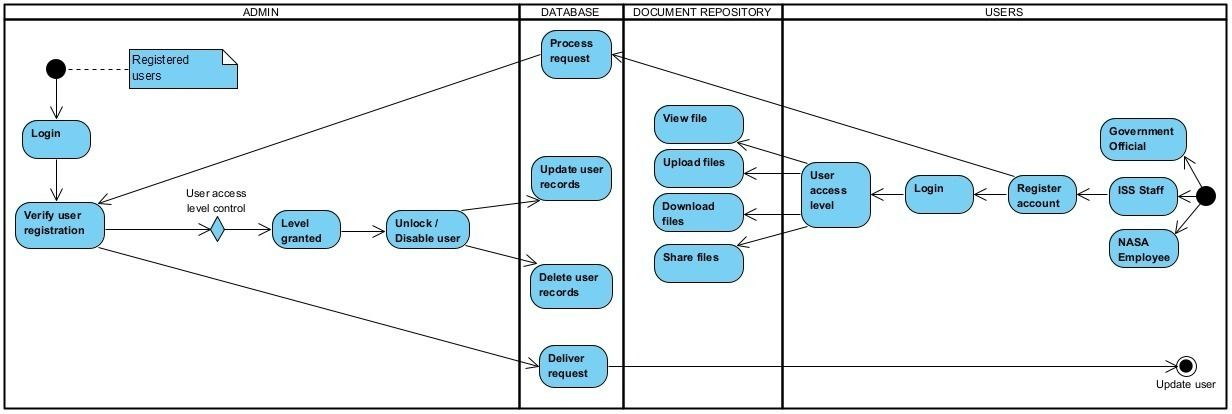 ADMIN
DATABASE
DOCUMENT REPOSITORY
USERS
Registered
users
Login
Verify user
registration
User access
level control
Level
granted
Unlock /
Disable user
Process
request
Update user
records
Delete user
records
Deliver
request
View file
Upload files
Download
files
Share files
User
access
level
Login
Register
account
Government
Official
ISS Staff
NASA
Employee
Update user